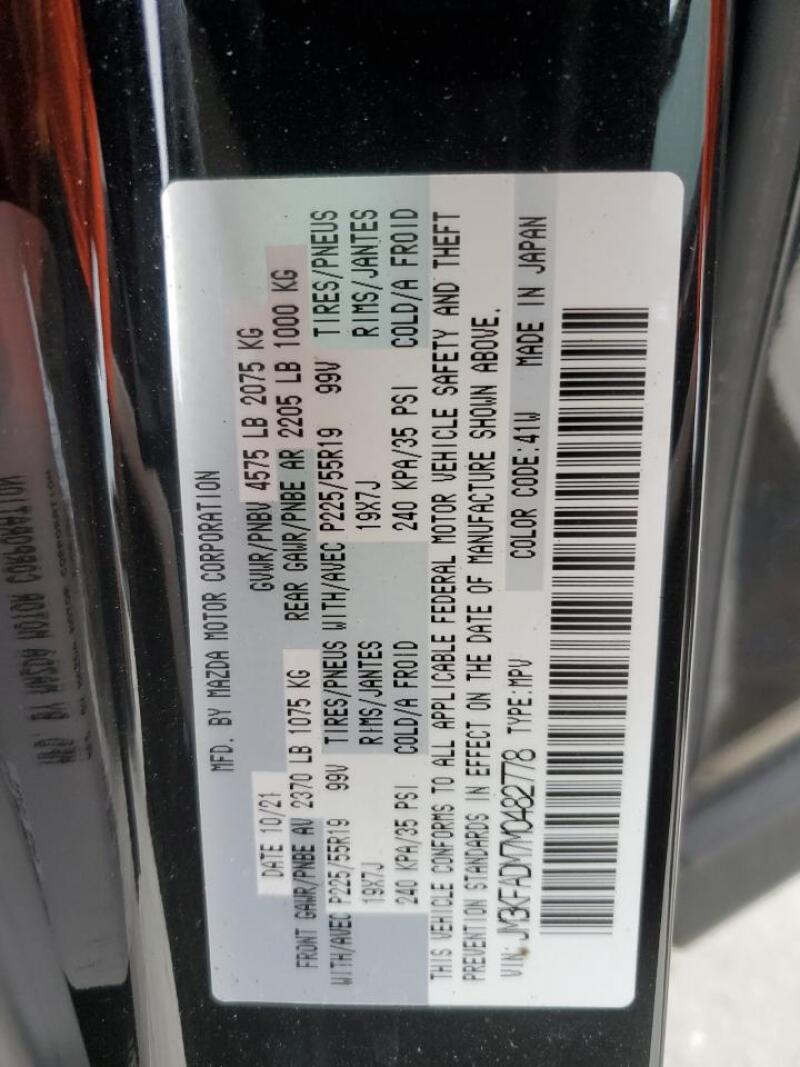 MFD. BY MAZDA MOTOR CORPORATION
DATE 10/21 GVWR/PNBV 4575 LB 2075 KG
FRONT GAWR/PNBE AV 2370 LB 1075 KG REAR GAWR/PNBE AR 2205 LB 1000 KG
WITH/AVEC P225/55R19 99V TIRES/PNEUS WITH/AVEC P225/55R19 99V TIRES/PNEUS
19X7J RIMS/JANTES 19X7J RIMS/JANTES
240 KPA/35 PSI COLD/A FROID 240 KPA/35 PSI COLD/A FROID
THIS VEHICLE CONFORMS TO ALL APPLICABLE FEDERAL MOTOR VEHICLE SAFETY AND THEFT
PREVENTION STANDARDS IN EFFECT ON THE DATE OF MANUFACTURE SHOWN ABOVE.
VIN: JM3KFADM7M0482778 TYPE:MPV COLOR CODE:41W MADE IN JAPAN